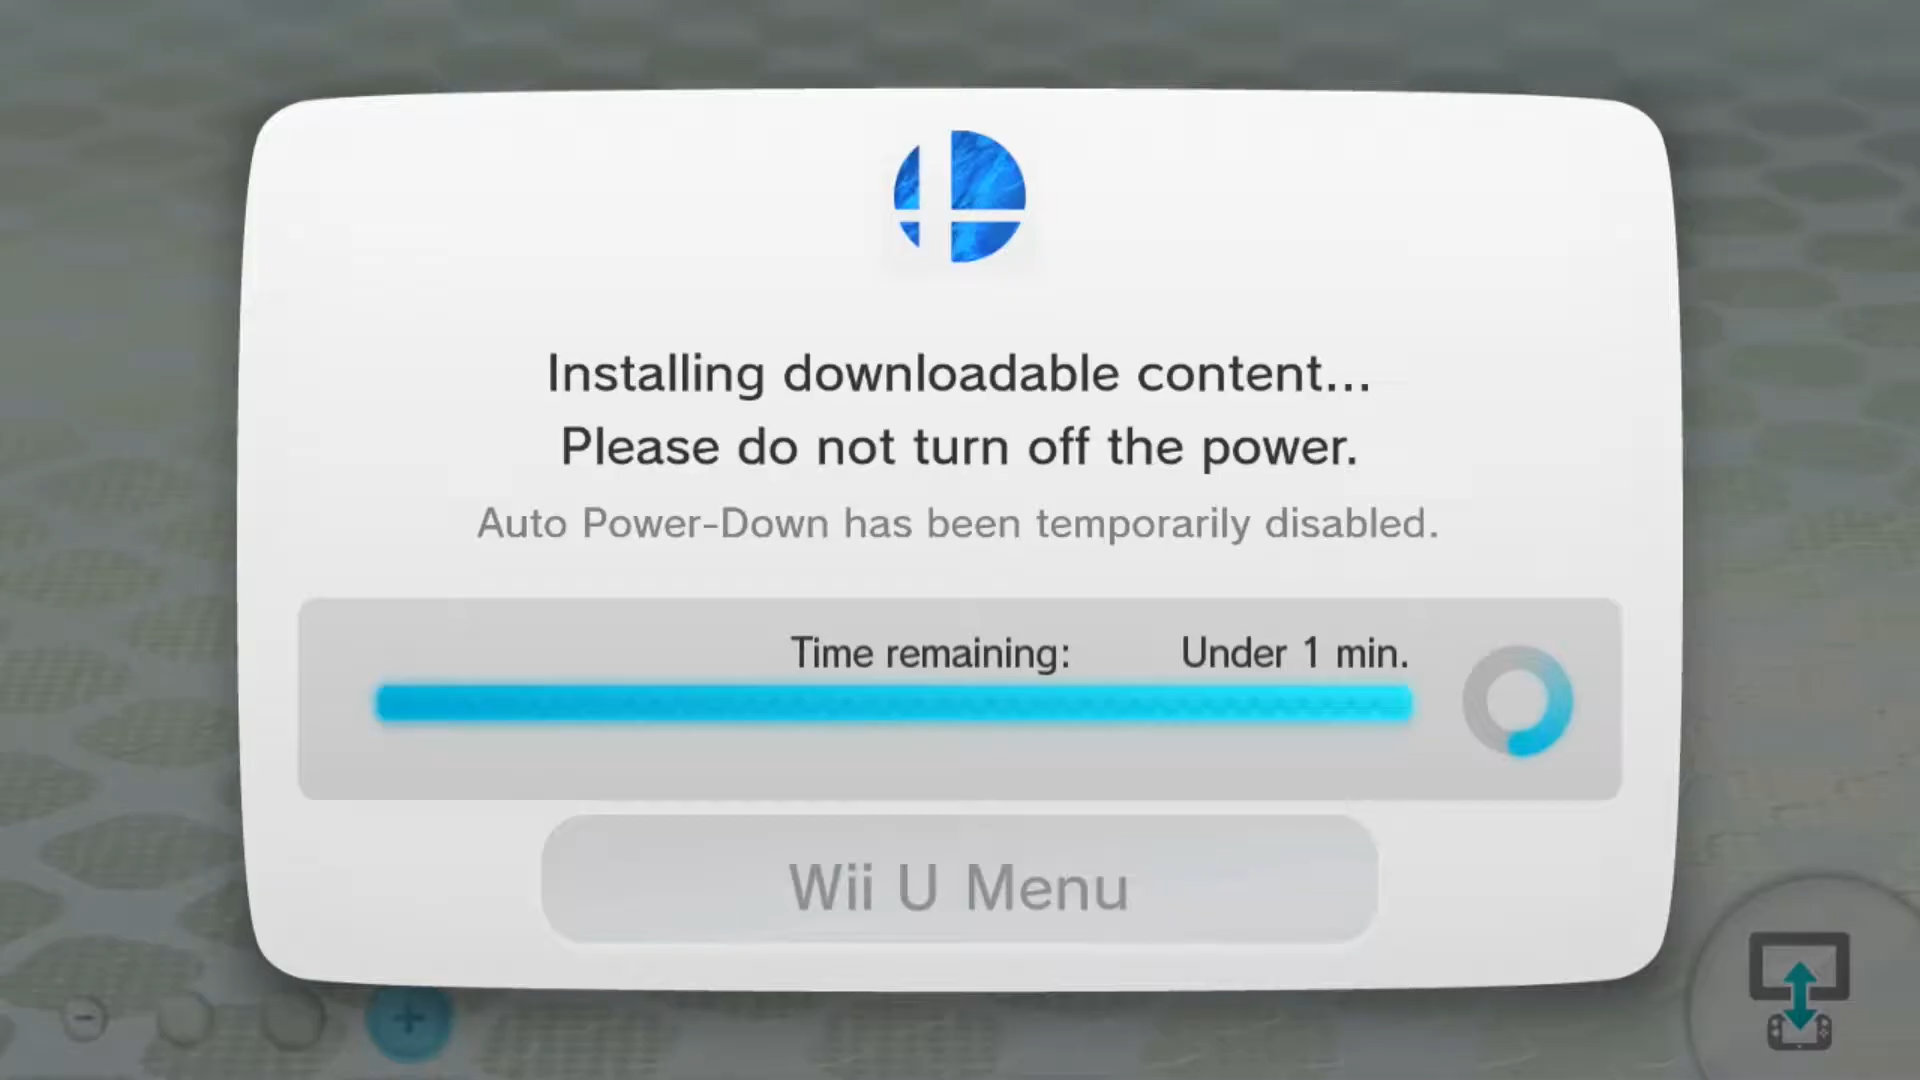 Installing downloadable content...
Please do not turn off the power.
Auto Power-Down has been temporarily disabled.
Time remaining: Under 1 min.
Wii U Menu